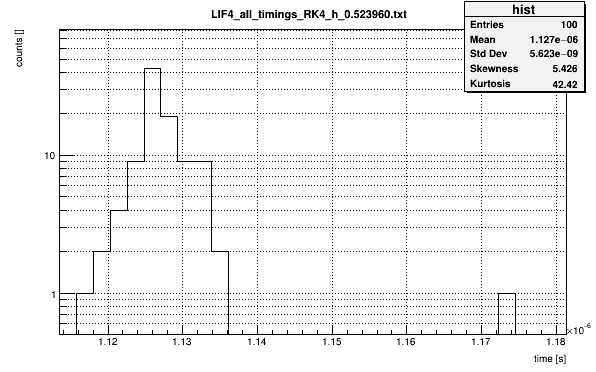 LIF4_all_timings_RK4_h_0.523960.txt
hist
Entries 100
Mean 1.127e−06
Std Dev 5.623e−09
Skewness 5.426
Kurtosis 42.42
counts []
10
1
1.12 1.13 1.14 1.15 1.16 1.17 1.18
×10⁻⁶
time [s]